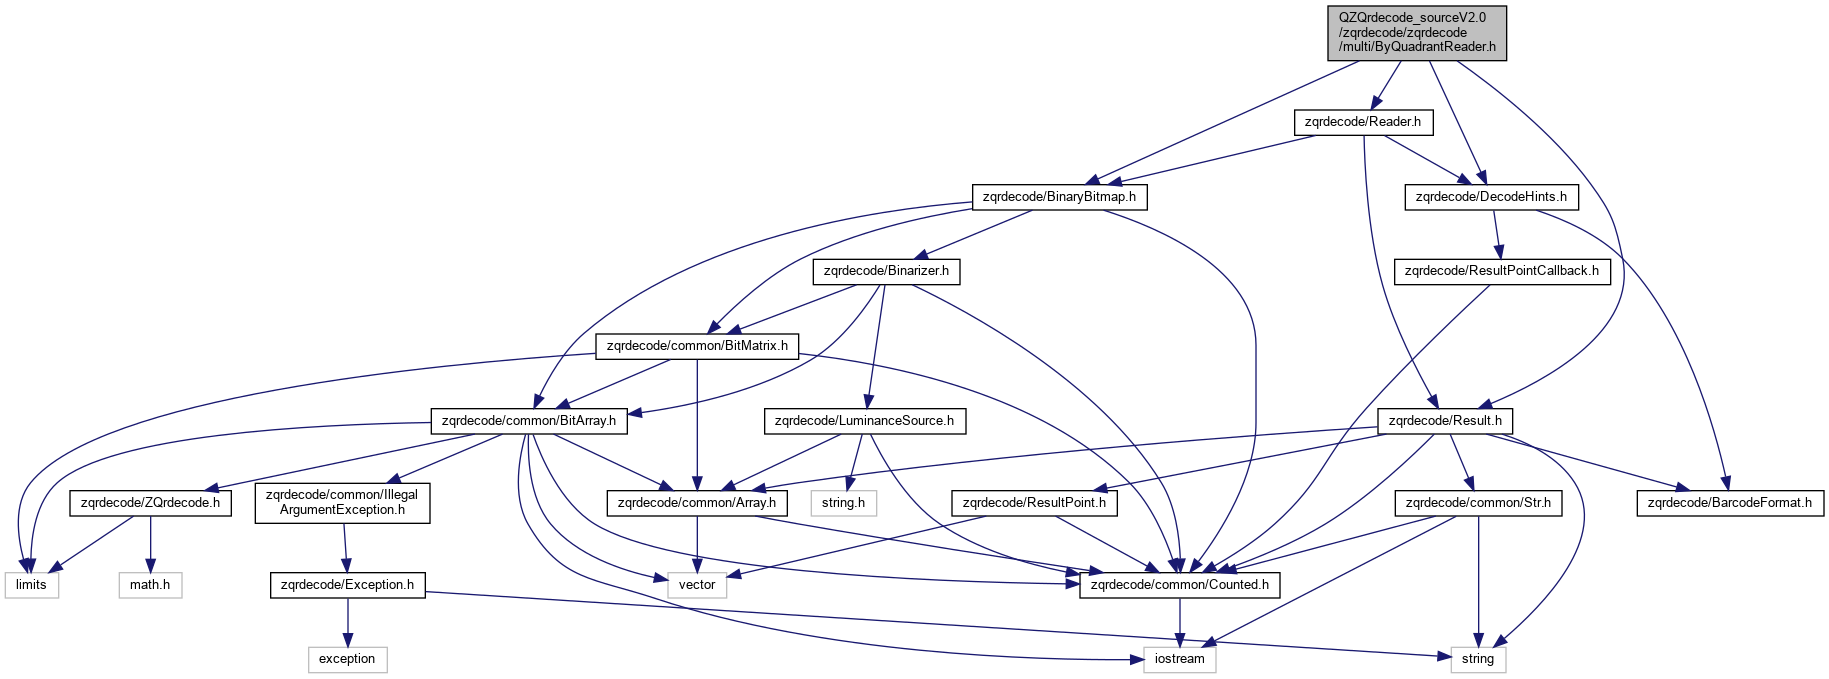 QZQrdecode_sourceV2.0
/zqrdecode/zqrdecode
/multi/ByQuadrantReader.h
zqrdecode/Reader.h
zqrdecode/BinaryBitmap.h
zqrdecode/DecodeHints.h
zqrdecode/Binarizer.h
zqrdecode/ResultPointCallback.h
zqrdecode/common/BitMatrix.h
zqrdecode/common/BitArray.h
zqrdecode/LuminanceSource.h
zqrdecode/Result.h
zqrdecode/ZQrdecode.h
zqrdecode/common/Illegal
ArgumentException.h
zqrdecode/common/Array.h
string.h
zqrdecode/ResultPoint.h
zqrdecode/common/Str.h
zqrdecode/BarcodeFormat.h
limits
math.h
zqrdecode/Exception.h
vector
zqrdecode/common/Counted.h
exception
iostream
string